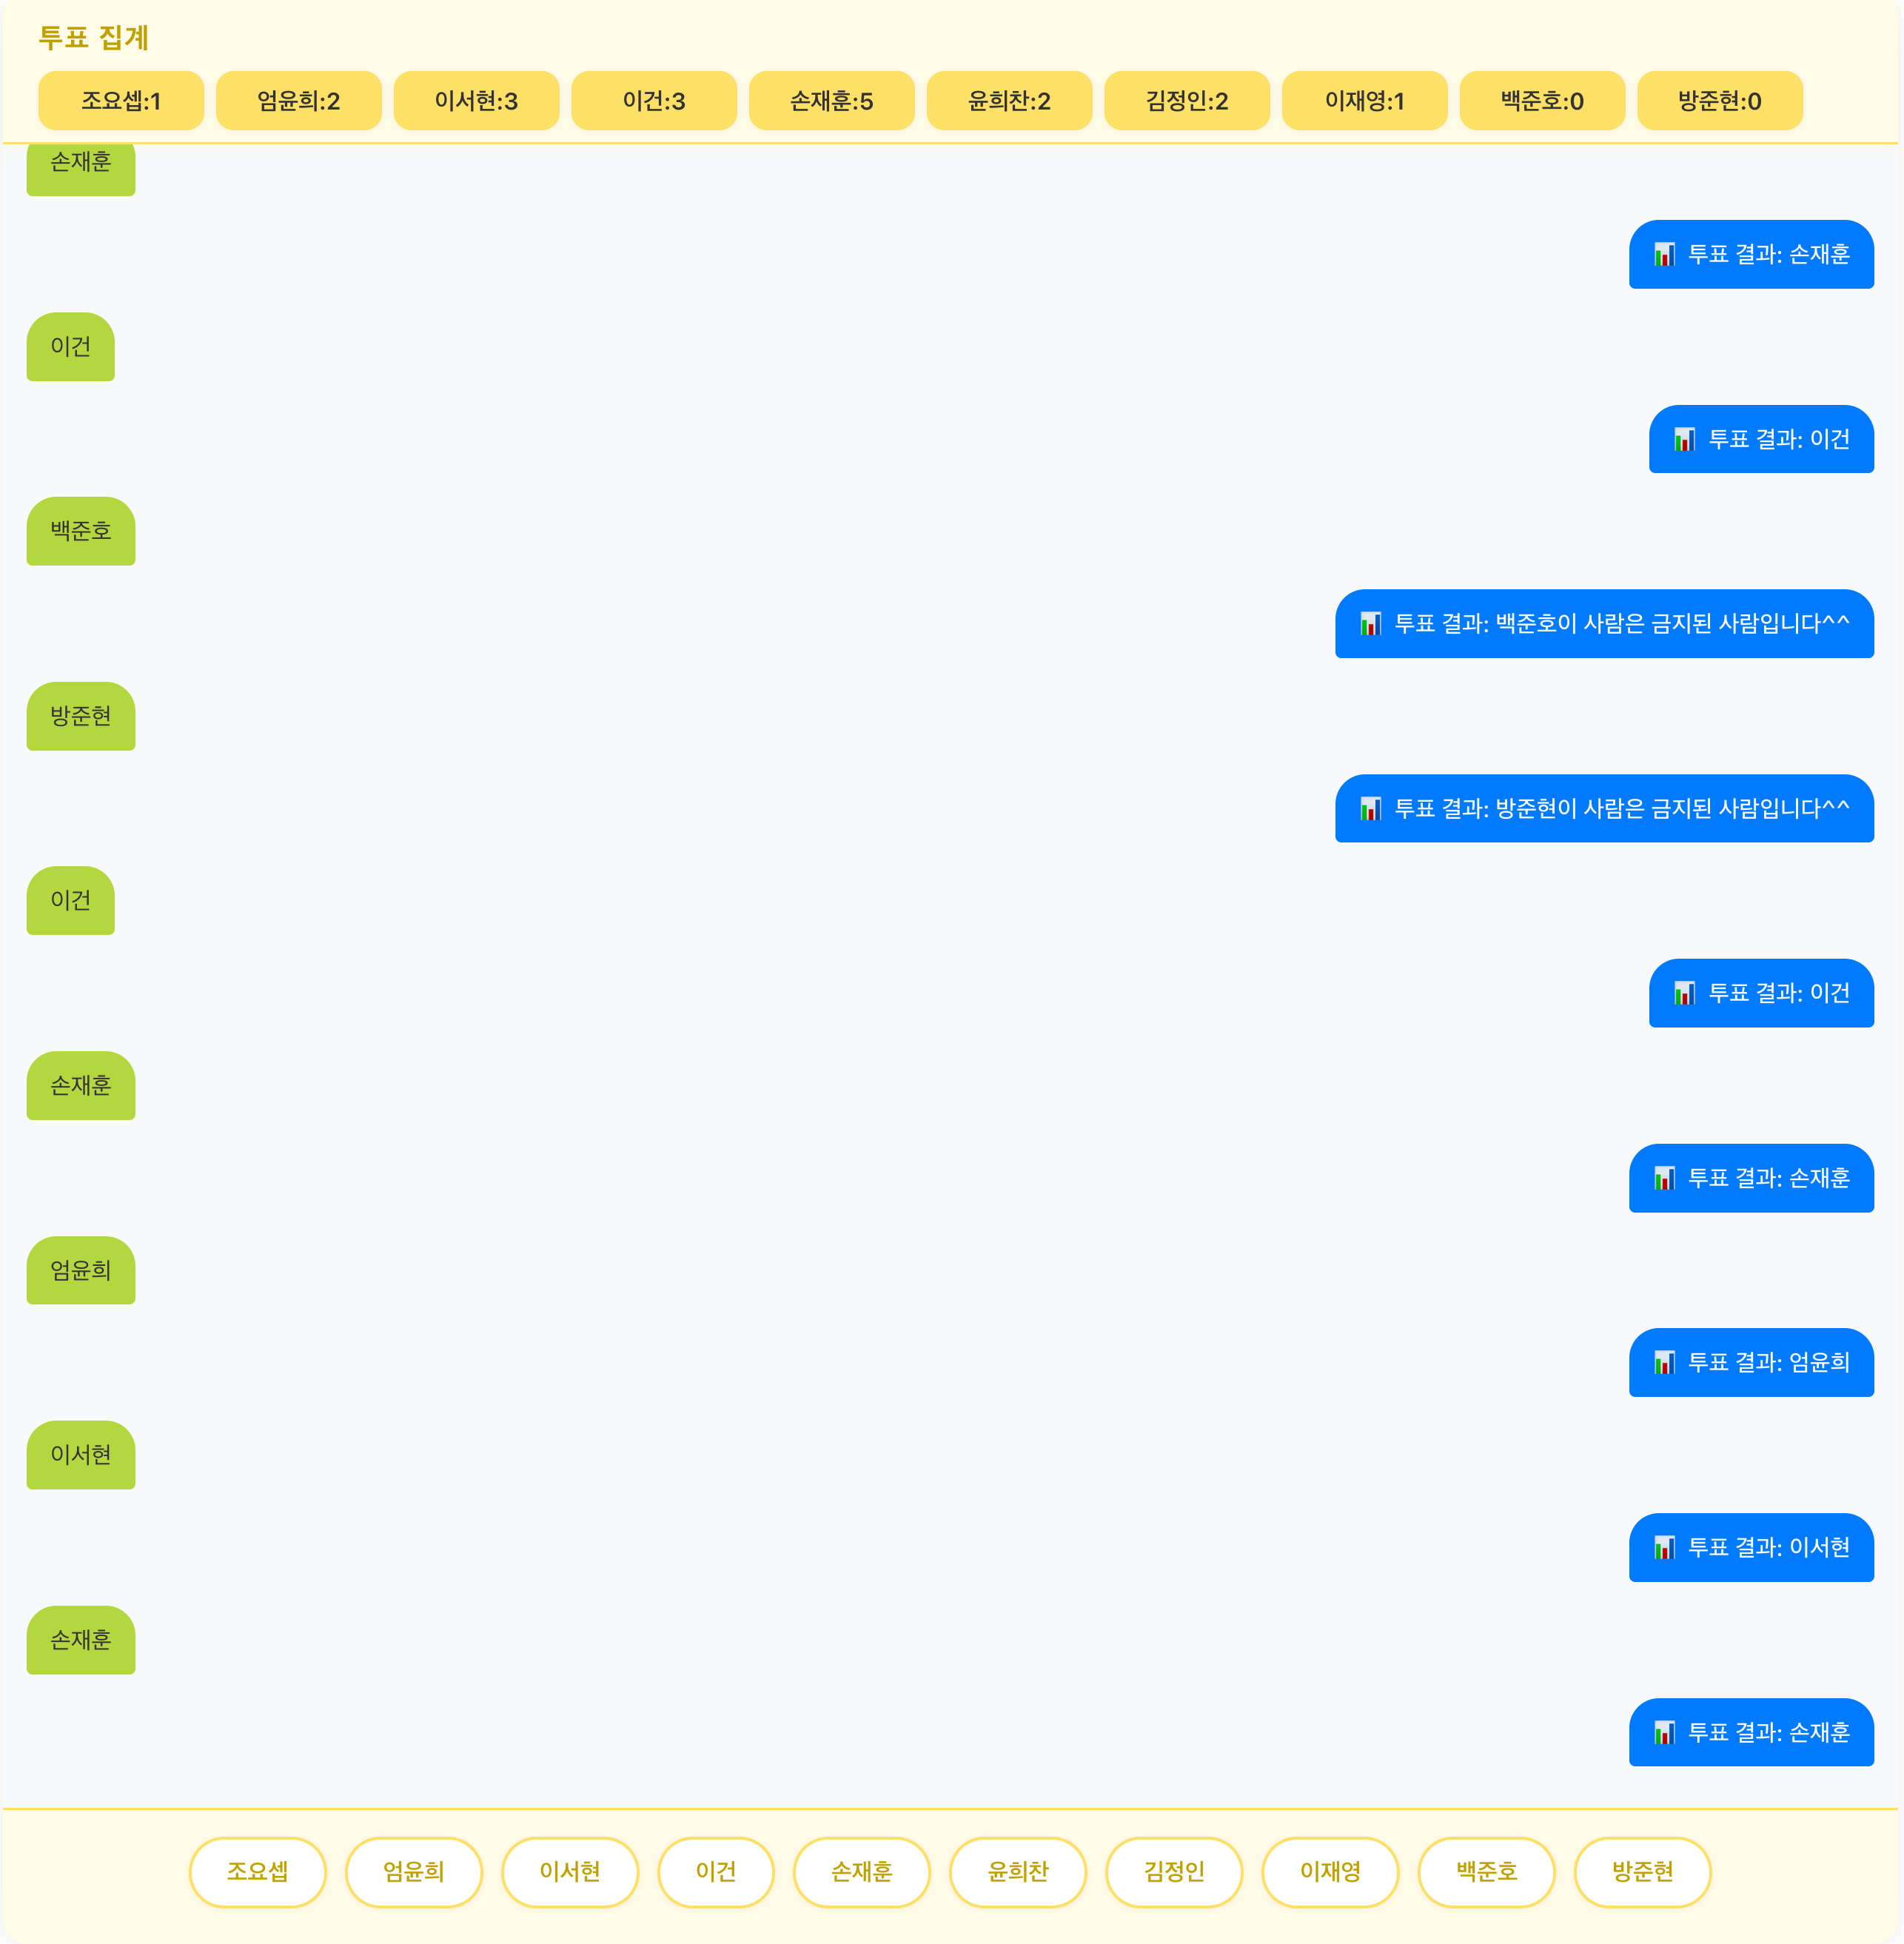 투표 집계
조요셉:1 엄윤희:2 이서현:3 이건:3 손재훈:5 윤희찬:2 김정인:2 이재영:1 백준호:0 방준현:0
손재훈
📊 투표 결과: 손재훈
이건
📊 투표 결과: 이건
백준호
📊 투표 결과: 백준호이 사람은 금지된 사람입니다^^
방준현
📊 투표 결과: 방준현이 사람은 금지된 사람입니다^^
이건
📊 투표 결과: 이건
손재훈
📊 투표 결과: 손재훈
엄윤희
📊 투표 결과: 엄윤희
이서현
📊 투표 결과: 이서현
손재훈
📊 투표 결과: 손재훈
조요셉 엄윤희 이서현 이건 손재훈 윤희찬 김정인 이재영 백준호 방준현